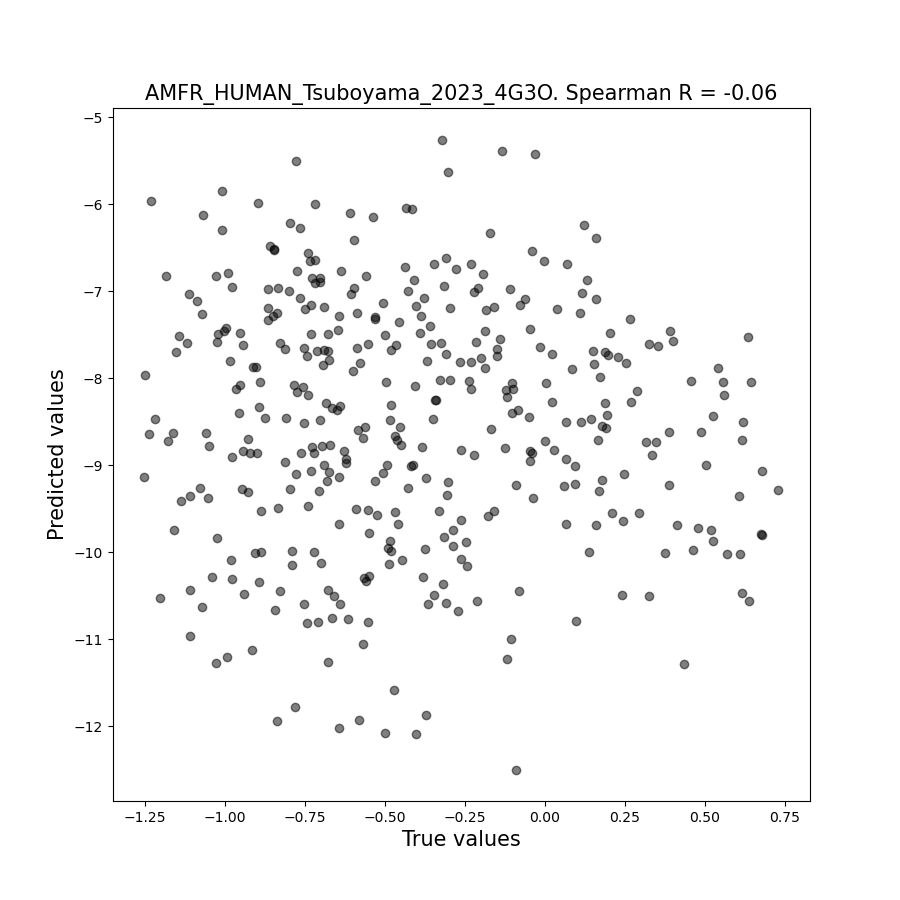 AMFR_HUMAN_Tsuboyama_2023_4G3O. Spearman R = -0.06
Predicted values
−5
−6
−7
−8
−9
−10
−11
−12
−1.25 −1.00 −0.75 −0.50 −0.25 0.00 0.25 0.50 0.75
True values